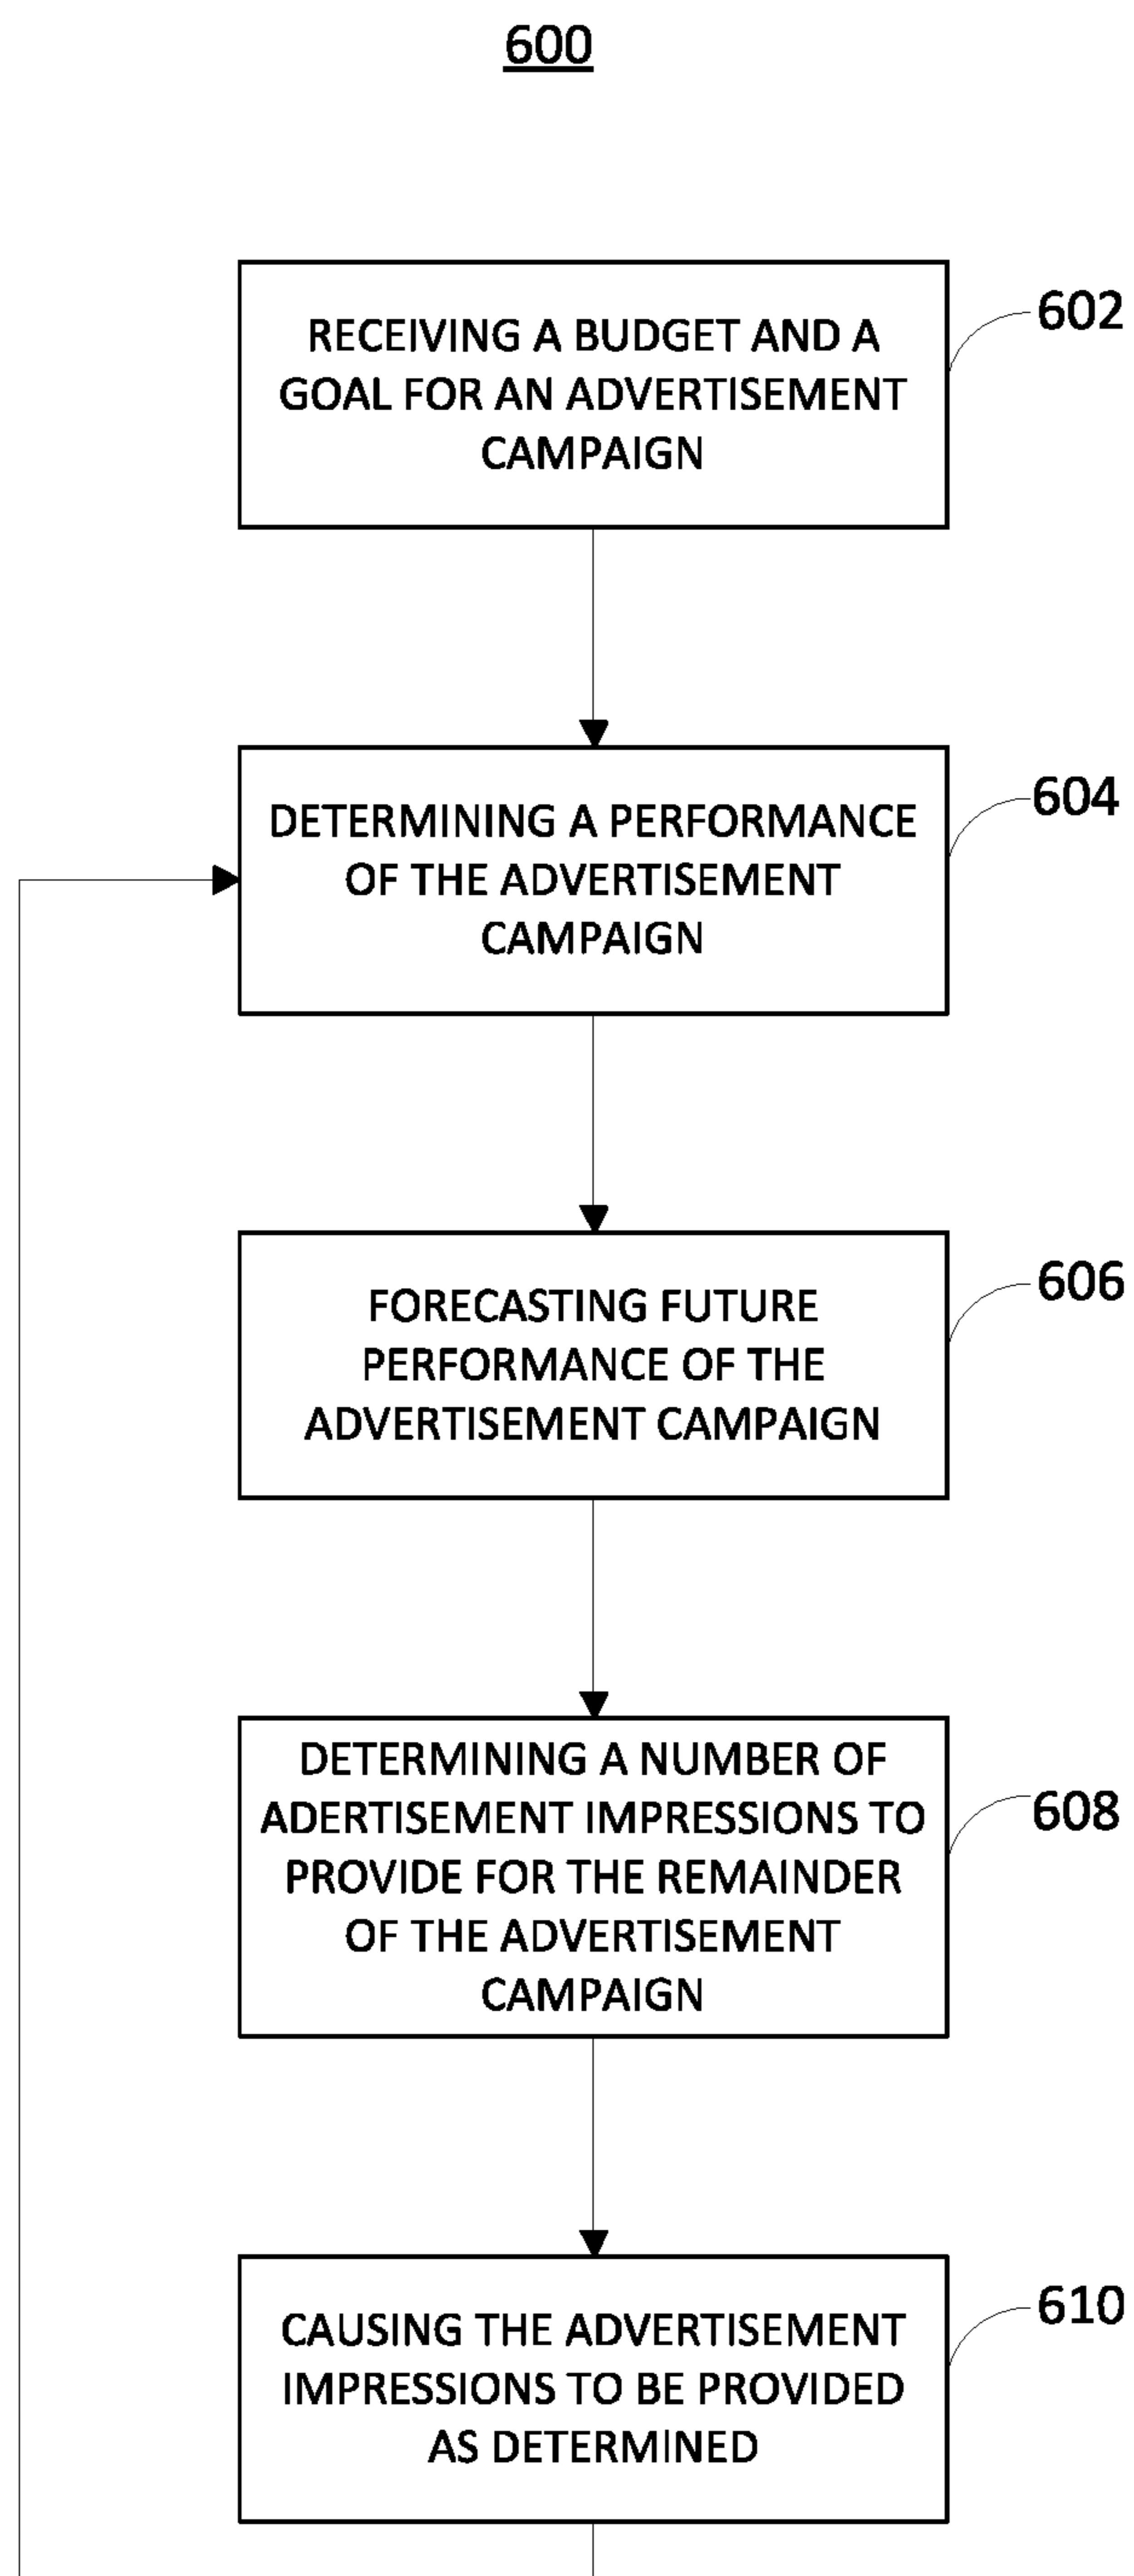 600
RECEIVING A BUDGET AND A
GOAL FOR AN ADVERTISEMENT
CAMPAIGN
602
DETERMINING A PERFORMANCE
OF THE ADVERTISEMENT
CAMPAIGN
604
FORECASTING FUTURE
PERFORMANCE OF THE
ADVERTISEMENT CAMPAIGN
606
DETERMINING A NUMBER OF
ADERTISEMENT IMPRESSIONS TO
PROVIDE FOR THE REMAINDER
OF THE ADVERTISEMENT
CAMPAIGN
608
CAUSING THE ADVERTISEMENT
IMPRESSIONS TO BE PROVIDED
AS DETERMINED
610